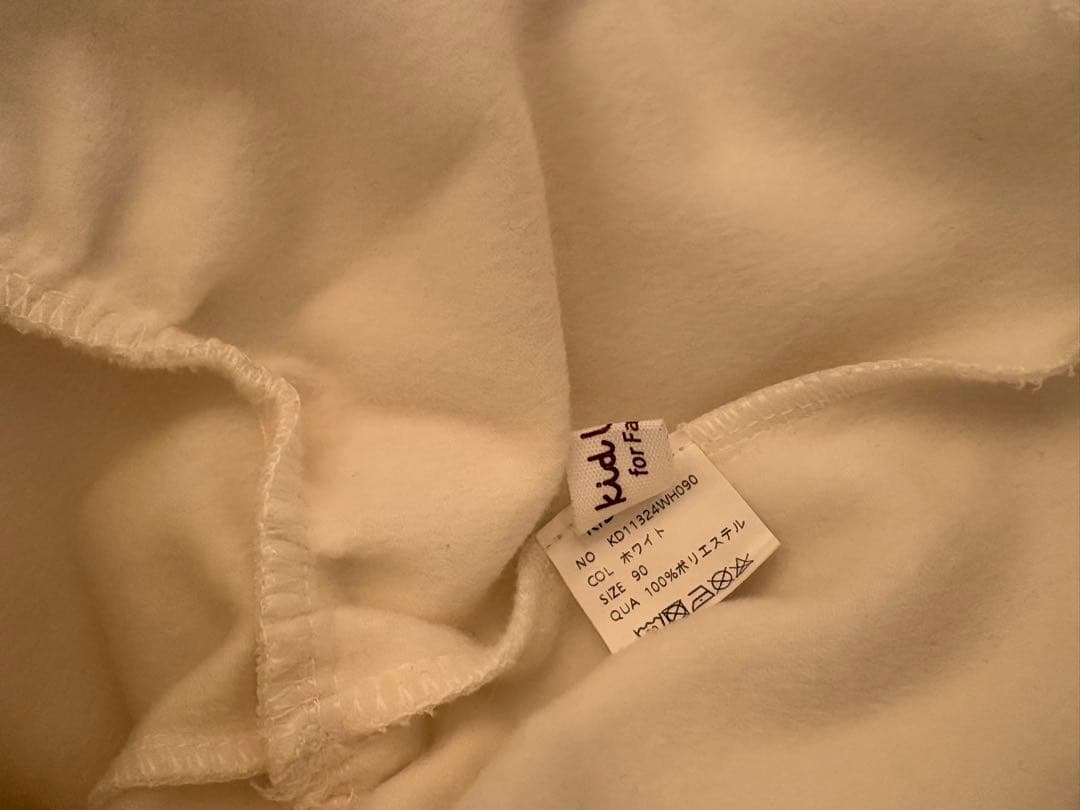 kid
for Fa
NO KD11324WH090
COL ホワイト
SIZE 90
QUA 100%ポリエステル